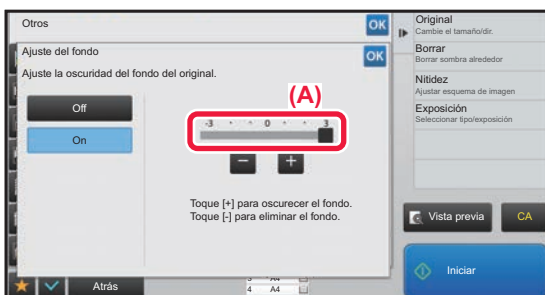 Otros
OK
Ajuste del fondo
OK
Ajuste la oscuridad del fondo del original.
Off
On
(A)
-3 0 3
Toque [+] para oscurecer el fondo.
Toque [-] para eliminar el fondo.
Atrás
A4
4 A4
Original
Cambie el tamaño/dir.
Borrar
Borrar sombra alrededor
Nitidez
Ajustar esquema de imagen
Exposición
Seleccionar tipo/exposición
Vista previa
CA
Iniciar